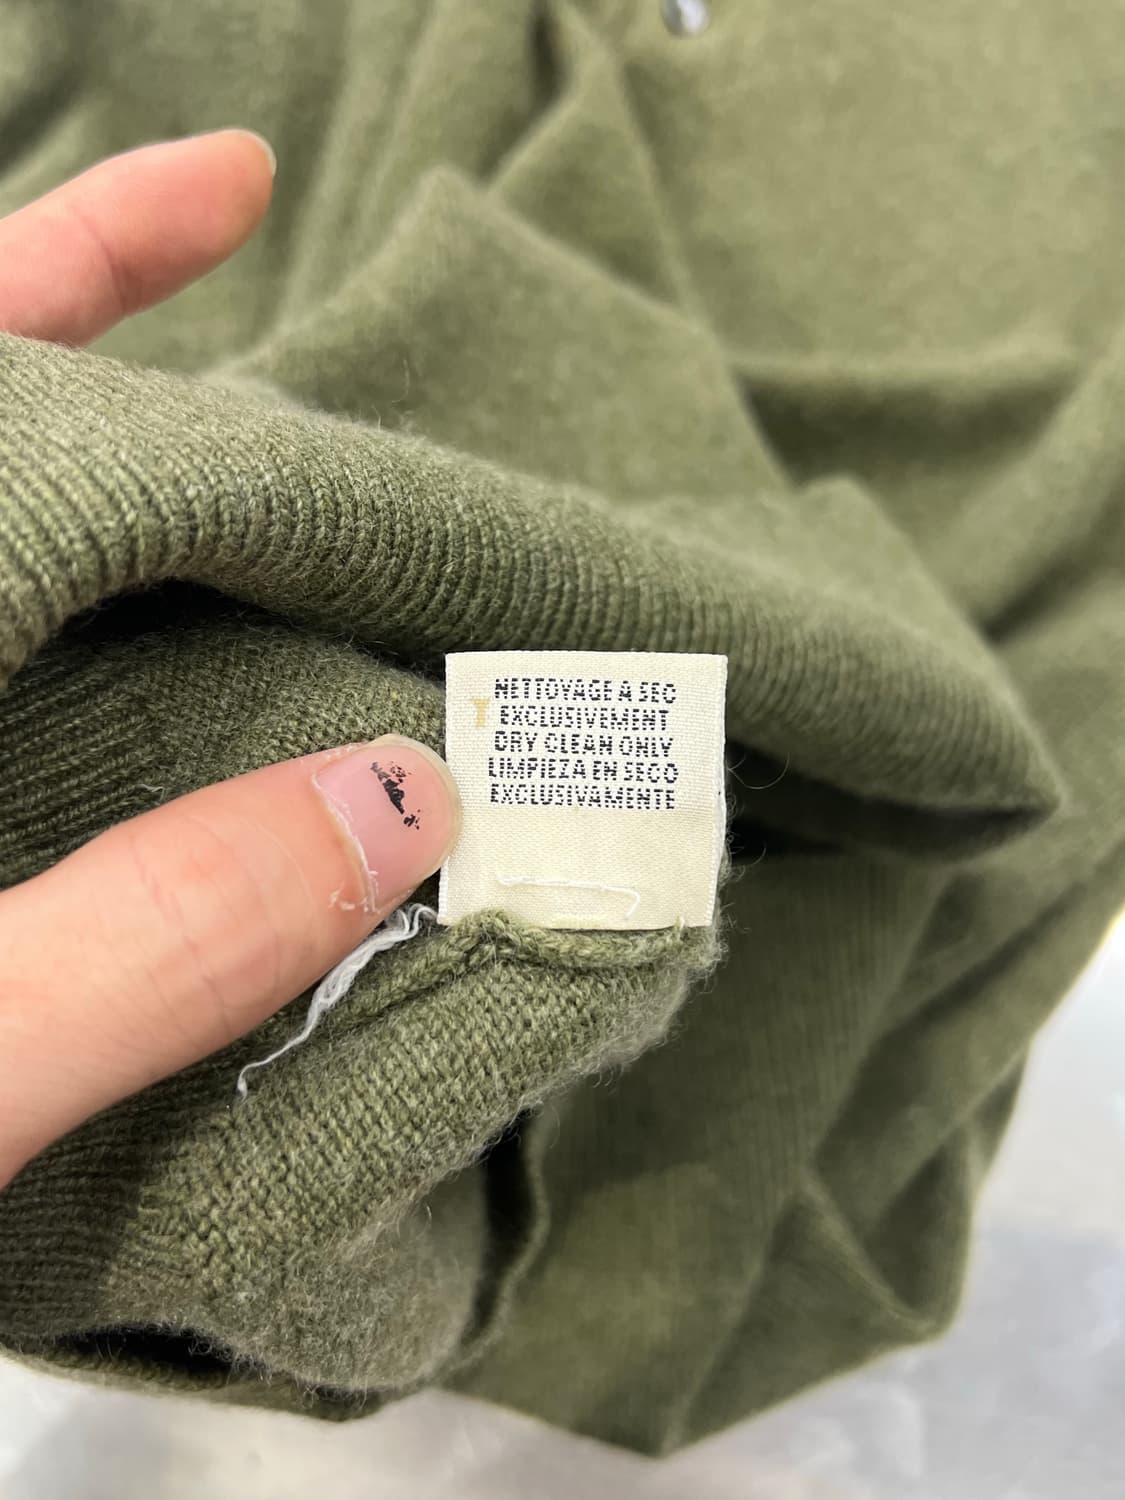 NETTOYAGE A SEC
EXCLUSIVEMENT
DRY CLEAN ONLY
LIMPIEZA EN SECO
EXCLUSIVAMENTE